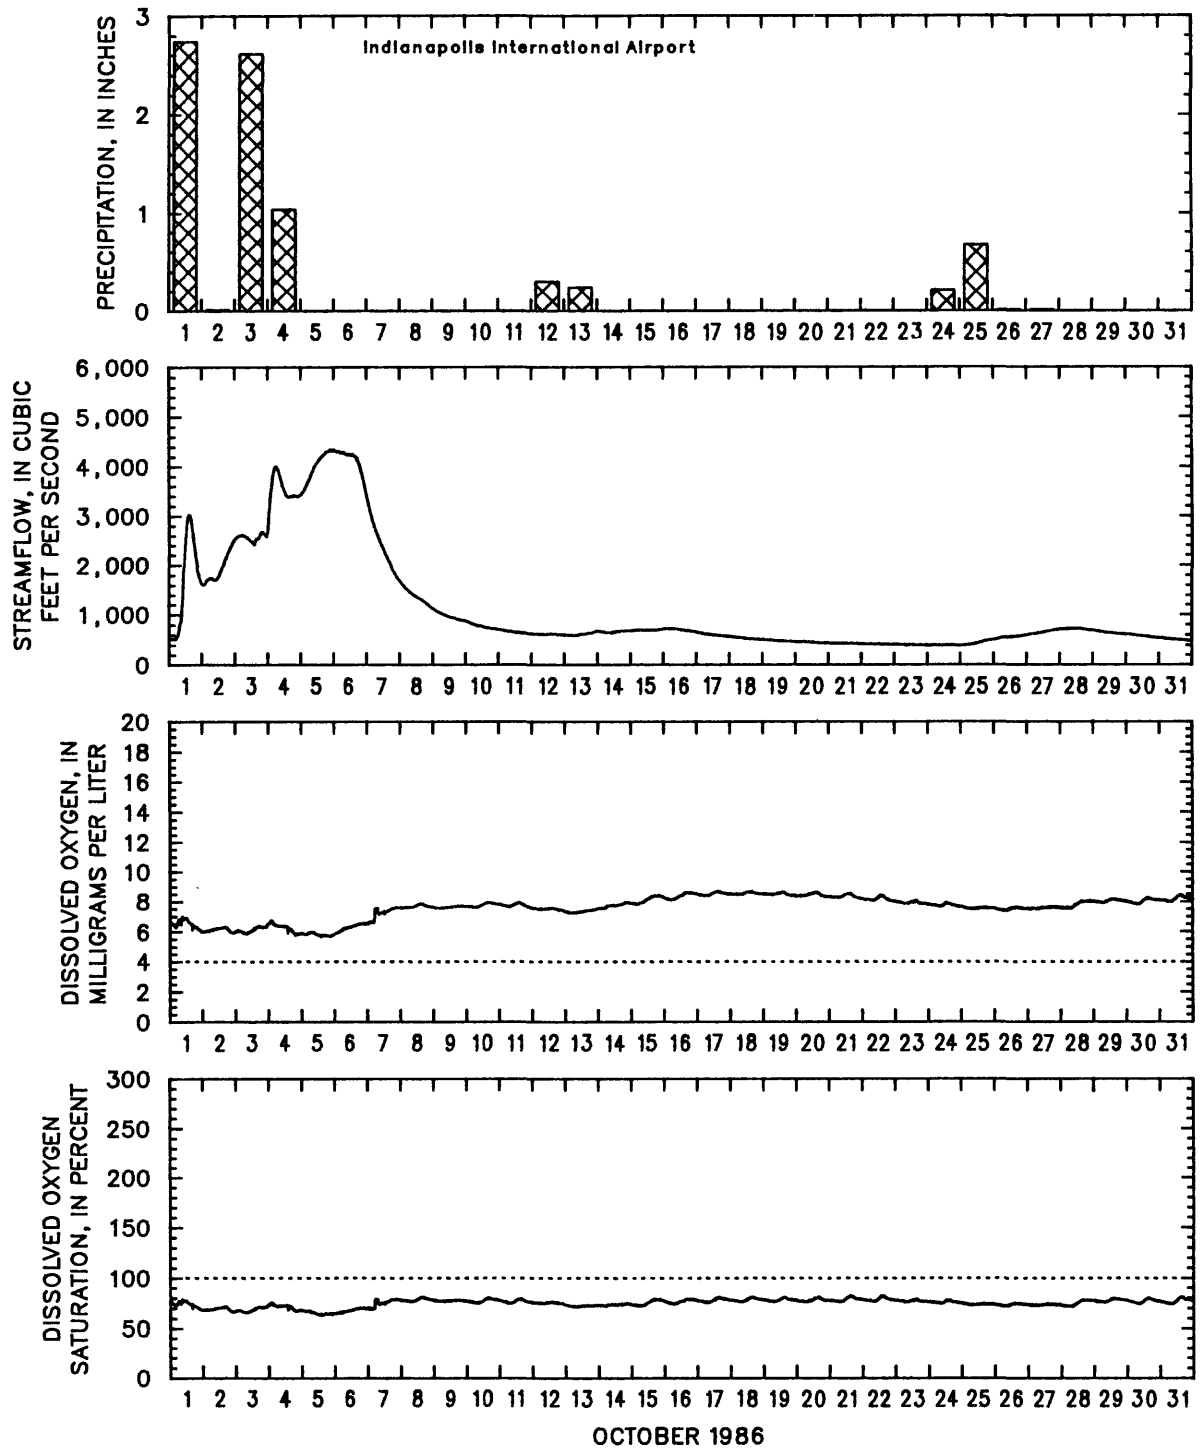 Indianapolis International Airport
PRECIPITATION, IN INCHES
3
2
1
0
1 2 3 4 5 6 7 8 9 10 11 12 13 14 15 16 17 18 19 20 21 22 23 24 25 26 27 28 29 30 31
STREAMFLOW, IN CUBIC
FEET PER SECOND
6,000
5,000
4,000
3,000
2,000
1,000
0
1 2 3 4 5 6 7 8 9 10 11 12 13 14 15 16 17 18 19 20 21 22 23 24 25 26 27 28 29 30 31
DISSOLVED OXYGEN, IN
MILLIGRAMS PER LITER
20
18
16
14
12
10
8
6
4
2
0
1 2 3 4 5 6 7 8 9 10 11 12 13 14 15 16 17 18 19 20 21 22 23 24 25 26 27 28 29 30 31
DISSOLVED OXYGEN
SATURATION, IN PERCENT
300
250
200
150
100
50
0
1 2 3 4 5 6 7 8 9 10 11 12 13 14 15 16 17 18 19 20 21 22 23 24 25 26 27 28 29 30 31
OCTOBER 1986